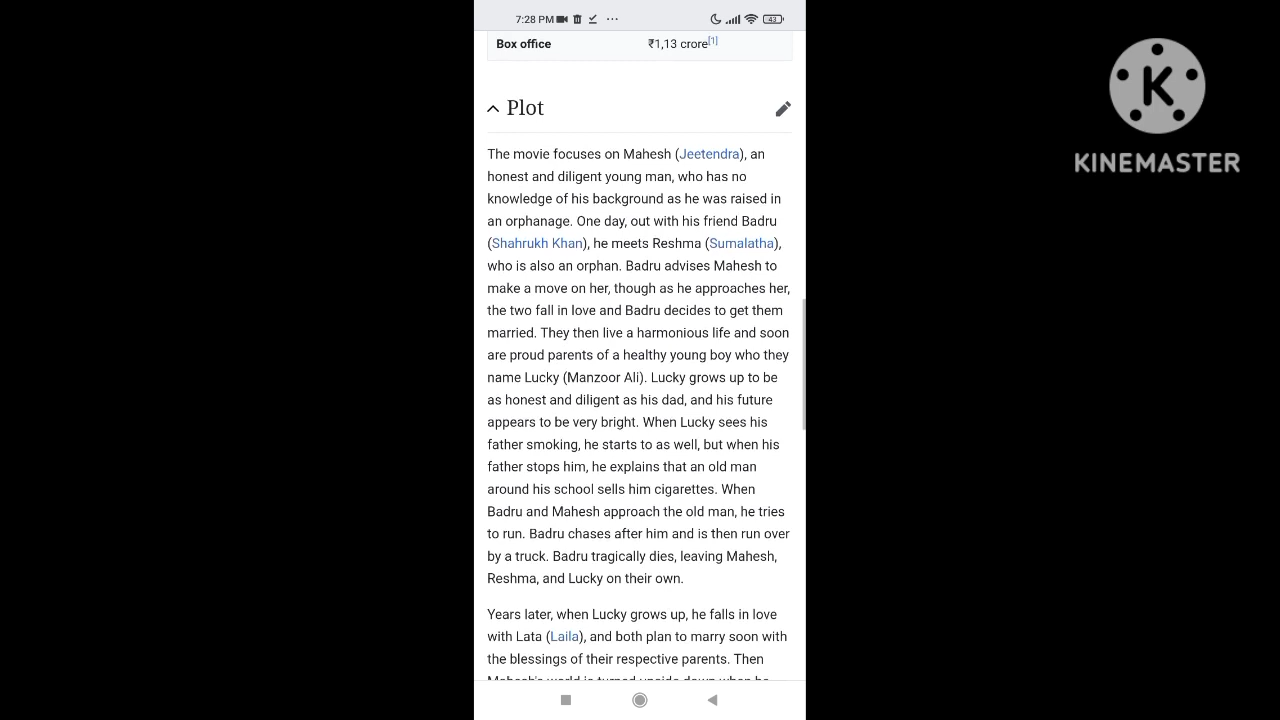 7:28 PM ... 43
Box office ₹1,13 crore[1]
KINEMASTER
Plot
The movie focuses on Mahesh (Jeetendra), an
honest and diligent young man, who has no
knowledge of his background as he was raised in
an orphanage. One day, out with his friend Badru
(Shahrukh Khan), he meets Reshma (Sumalatha),
who is also an orphan. Badru advises Mahesh to
make a move on her, though as he approaches her,
the two fall in love and Badru decides to get them
married. They then live a harmonious life and soon
are proud parents of a healthy young boy who they
name Lucky (Manzoor Ali). Lucky grows up to be
as honest and diligent as his dad, and his future
appears to be very bright. When Lucky sees his
father smoking, he starts to as well, but when his
father stops him, he explains that an old man
around his school sells him cigarettes. When
Badru and Mahesh approach the old man, he tries
to run. Badru chases after him and is then run over
by a truck. Badru tragically dies, leaving Mahesh,
Reshma, and Lucky on their own.
Years later, when Lucky grows up, he falls in love
with Lata (Laila), and both plan to marry soon with
the blessings of their respective parents. Then
Mahesh's world is turned upside down when he